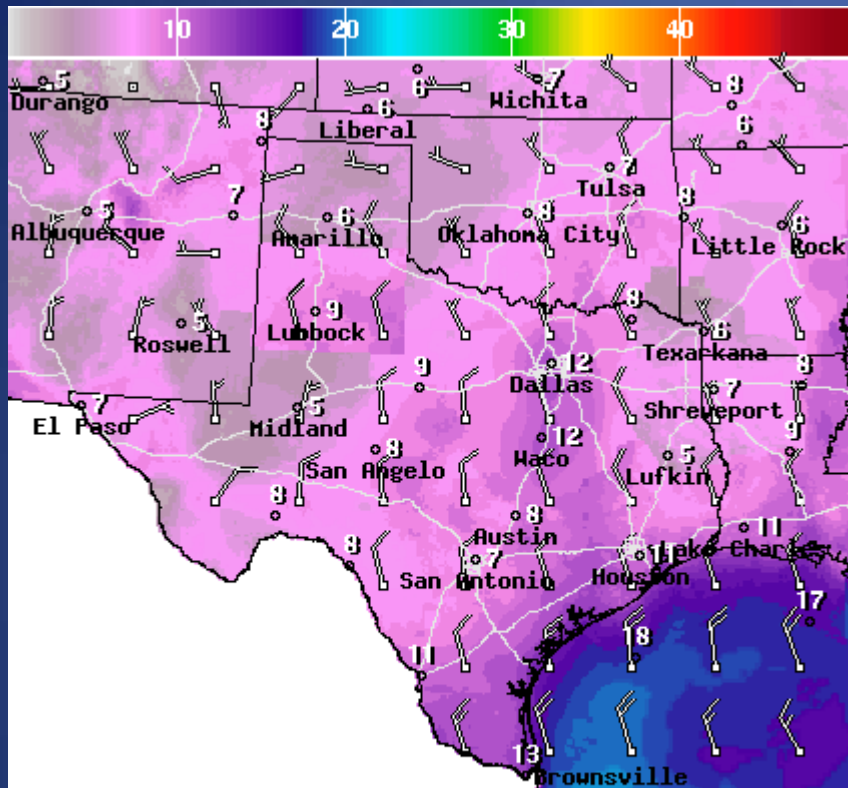 10 20 30 40
5
Durango
6
6
Liberal
7
Wichita
8
6
8
7
Tulsa
5
Albuquerque
7
6
Amarillo
8
Oklahoma City
8
6
Little Rock
5
Roswell
9
Lubbock
8
6
Texarkana
12
Dallas
7
El Paso
5
Midland
9
7
Shreveport
8
8
San Angelo
12
Waco
5
Lufkin
9
8
8
Austin
11
Lake Charles
8
7
San Antonio
11
Houston
11
18
17
13
Brownsville